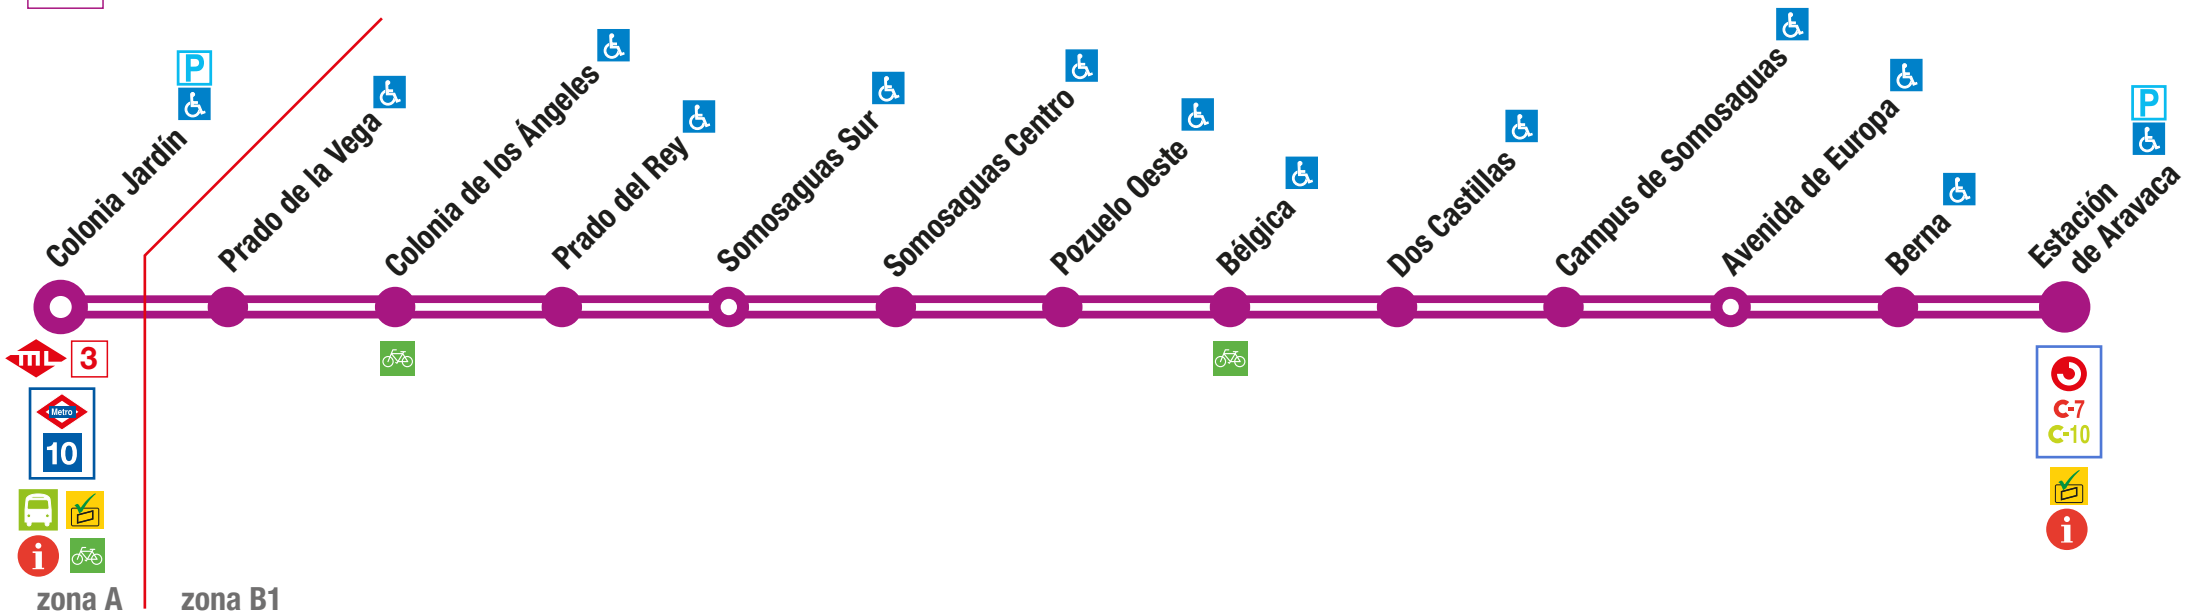 Colonia Jardín
P
Prado de la Vega
Colonia de los Ángeles
Prado del Rey
Somosaguas Sur
Somosaguas Centro
Pozuelo Oeste
Bélgica
Dos Castillas
Campus de Somosaguas
Avenida de Europa
Berna
Estación
de Aravaca
P
ML 3
Metro
10
i
C-7
C-10
i
zona A
zona B1